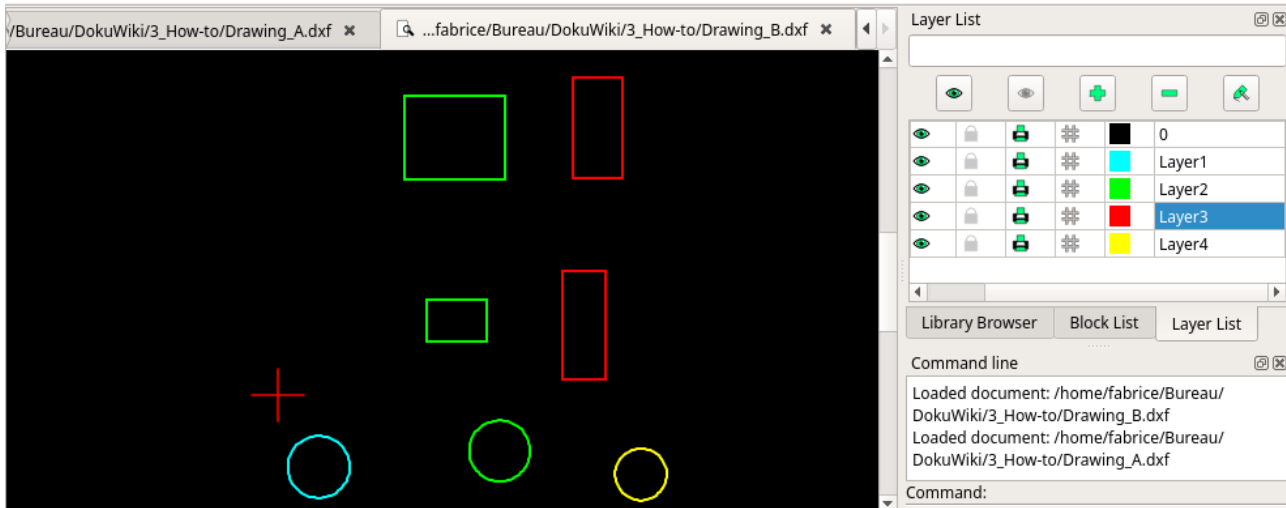 /Bureau/DokuWiki/3_How-to/Drawing_A.dxf
...fabrice/Bureau/DokuWiki/3_How-to/Drawing_B.dxf
Layer List
0
Layer1
Layer2
Layer3
Layer4
Library Browser
Block List
Layer List
Command line
Loaded document: /home/fabrice/Bureau/
DokuWiki/3_How-to/Drawing_B.dxf
Loaded document: /home/fabrice/Bureau/
DokuWiki/3_How-to/Drawing_A.dxf
Command: